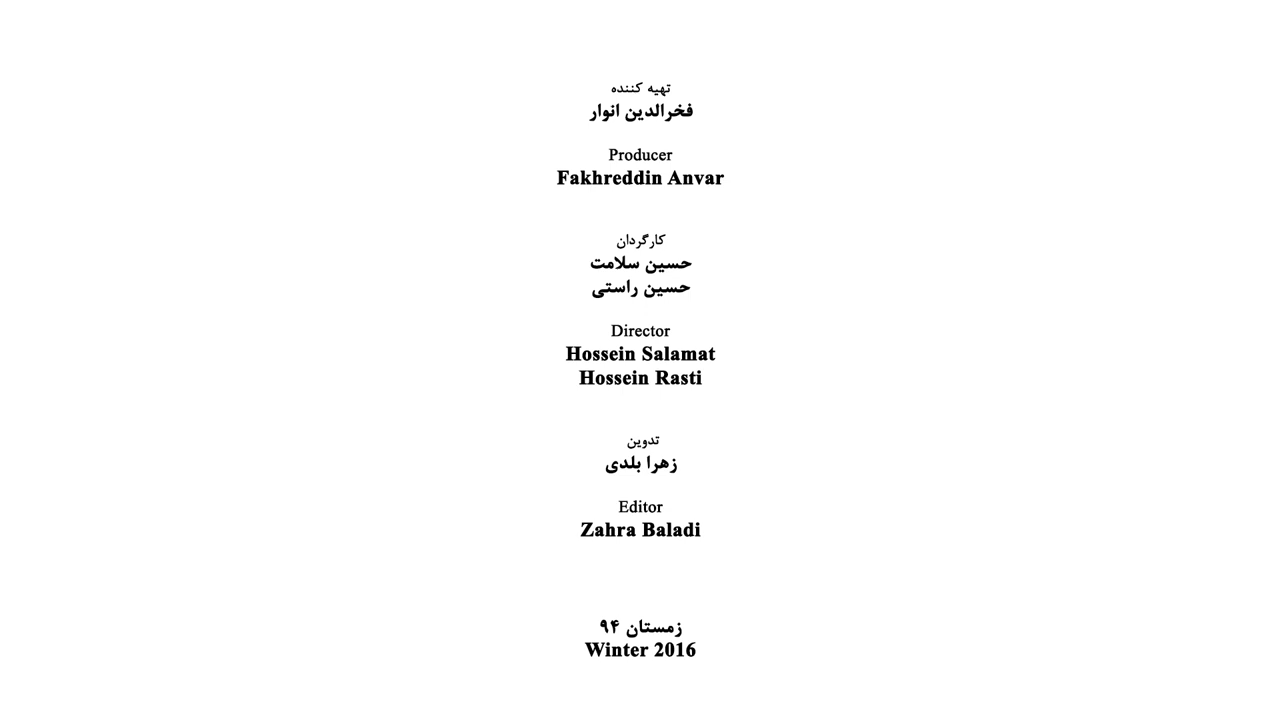 تهیه کننده
فخرالدین انوار
Producer
Fakhreddin Anvar
کارگردان
حسین سلامت
حسین راستی
Director
Hossein Salamat
Hossein Rasti
تدوین
زهرا بلدی
Editor
Zahra Baladi
زمستان ۹۴
Winter 2016